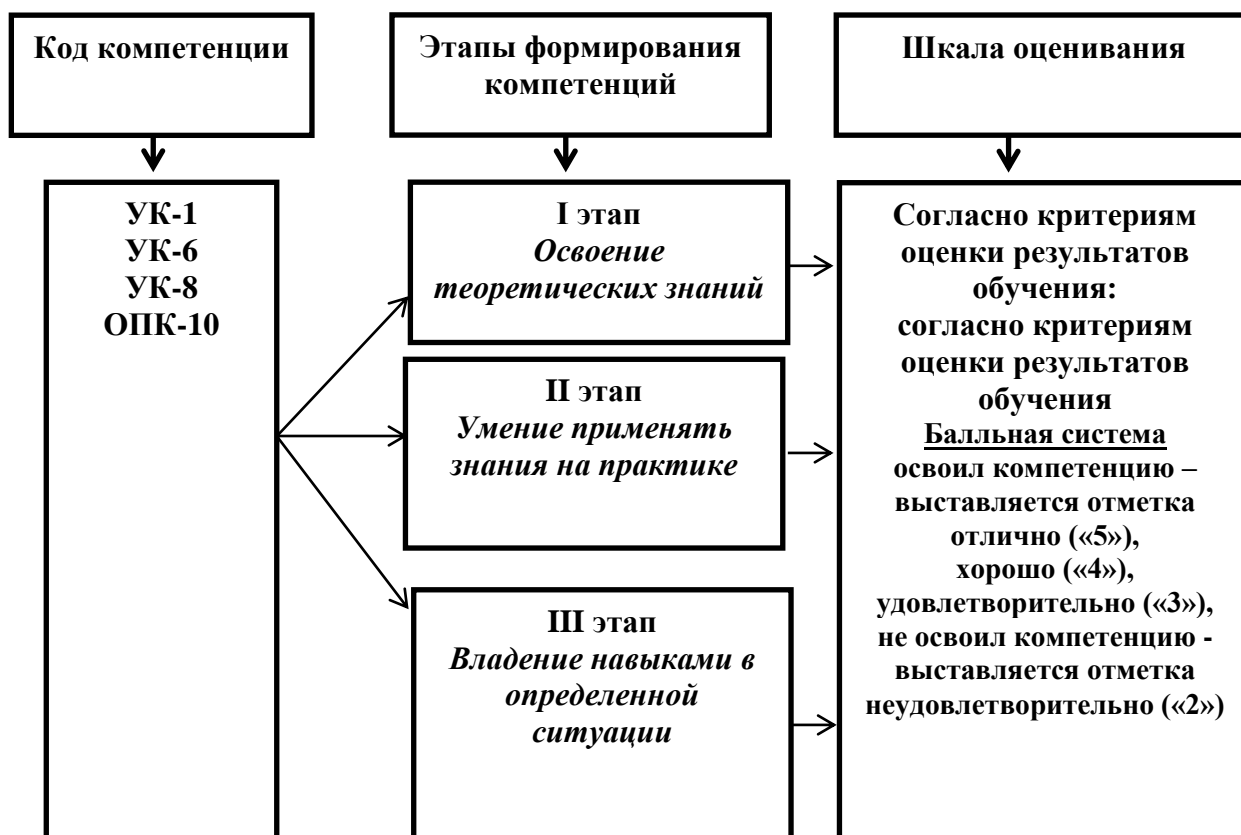 Код компетенции
Этапы формирования
компетенций
Шкала оценивания
УК-1
УК-6
УК-8
ОПК-10
I этап
Освоение
теоретических знаний
II этап
Умение применять
знания на практике
III этап
Владение навыками в
определенной
ситуации
Согласно критериям
оценки результатов
обучения:
согласно критериям
оценки результатов
обучения
Балльная система
освоил компетенцию –
выставляется отметка
отлично («5»),
хорошо («4»),
удовлетворительно («3»),
не освоил компетенцию -
выставляется отметка
неудовлетворительно («2»)